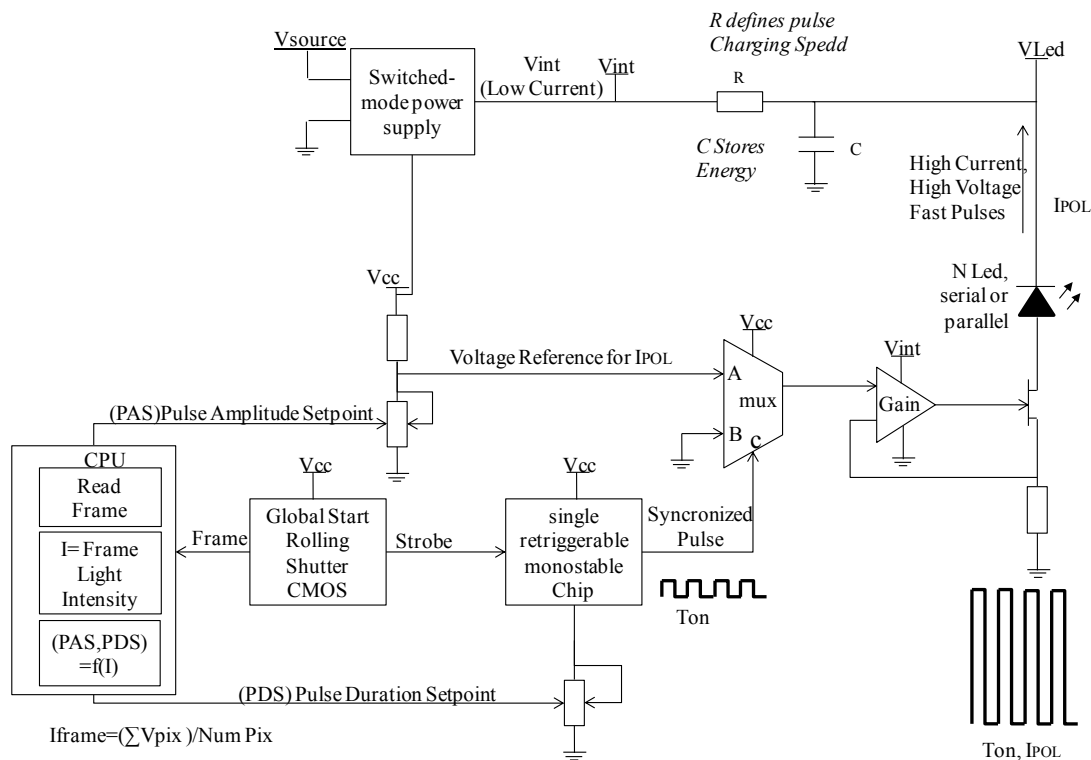 R defines pulse
Charging Spedd
Vsource
VLed
Switched-
mode power
supply
Vint
(Low Current)
Vint
R
C Stores
Energy
C
High Current,
High Voltage
Fast Pulses
IPOL
Vcc
N Led,
serial or
parallel
Vcc
Voltage Reference for IPOL
Vint
A
mux
B
c
Gain
(PAS)Pulse Amplitude Setpoint
CPU
Read
Frame
I= Frame
Light
Intensity
(PAS,PDS)
=f(I)
Vcc
Vcc
Frame
Global Start
Rolling
Shutter
CMOS
Strobe
single
retriggerable
monostable
Chip
Syncronized
Pulse
Ton
(PDS) Pulse Duration Setpoint
Iframe=(∑Vpix )/Num Pix
Ton, IPOL